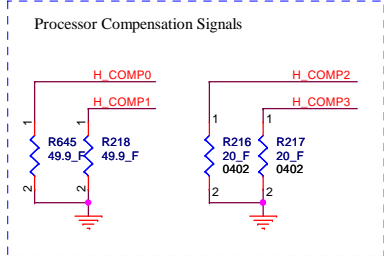 Processor Compensation Signals
H_COMP0
H_COMP2
H_COMP1
H_COMP3
1
1
1
1
R645
R218
R216
R217
49.9_F
49.9_F
20_F
20_F
0402
0402
2
2
2
2